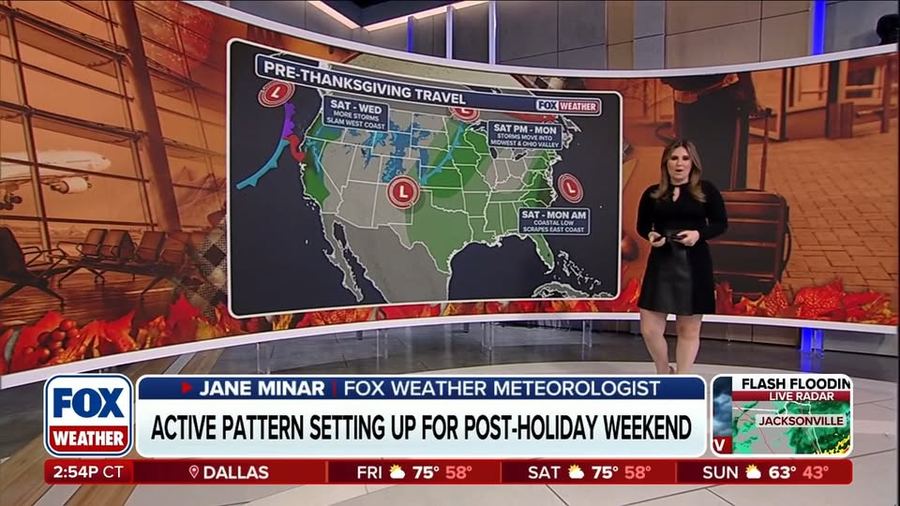 PRE-THANKSGIVING TRAVEL
FOX WEATHER
L
L
L
L
SAT - WED
MORE STORMS
SLAM WEST COAST
SAT PM - MON
STORMS MOVE INTO
MIDWEST & OHIO VALLEY
SAT - MON AM
COASTAL LOW
SCRAPES EAST COAST
FOX
WEATHER
JANE MINAR | FOX WEATHER METEOROLOGIST
ACTIVE PATTERN SETTING UP FOR POST-HOLIDAY WEEKEND
FLASH FLOODIN
LIVE RADAR
JACKSONVILLE
V
2:54P CT DALLAS FRI 75° 58° SAT 75° 58° SUN 63° 43°